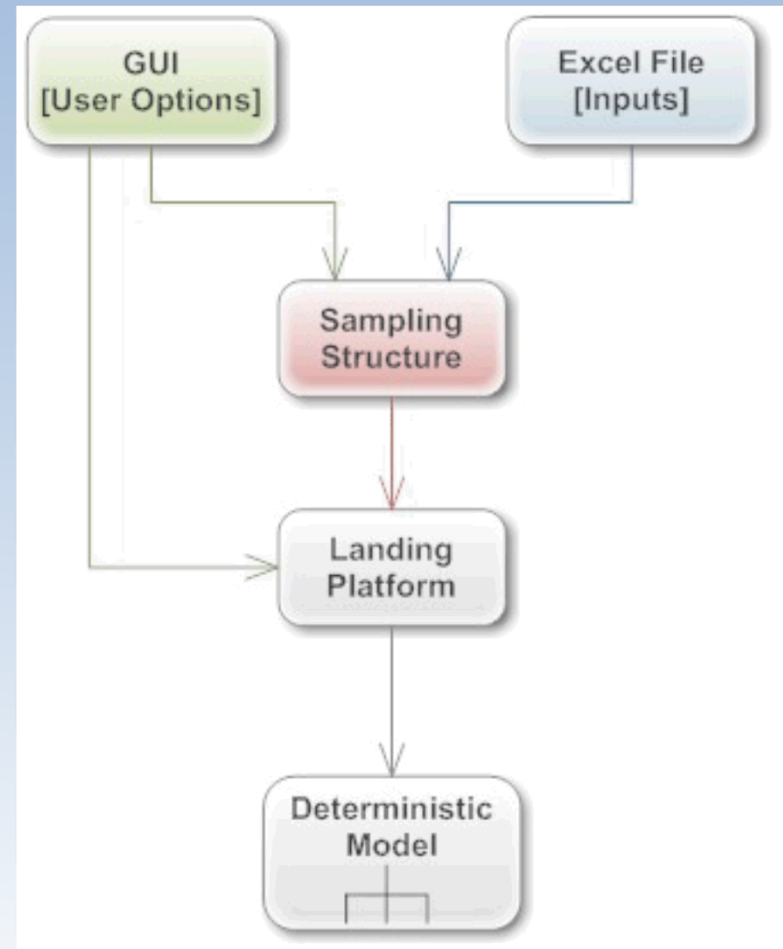 GUI
[User Options]
Excel File
[Inputs]
Sampling
Structure
Landing
Platform
Deterministic
Model